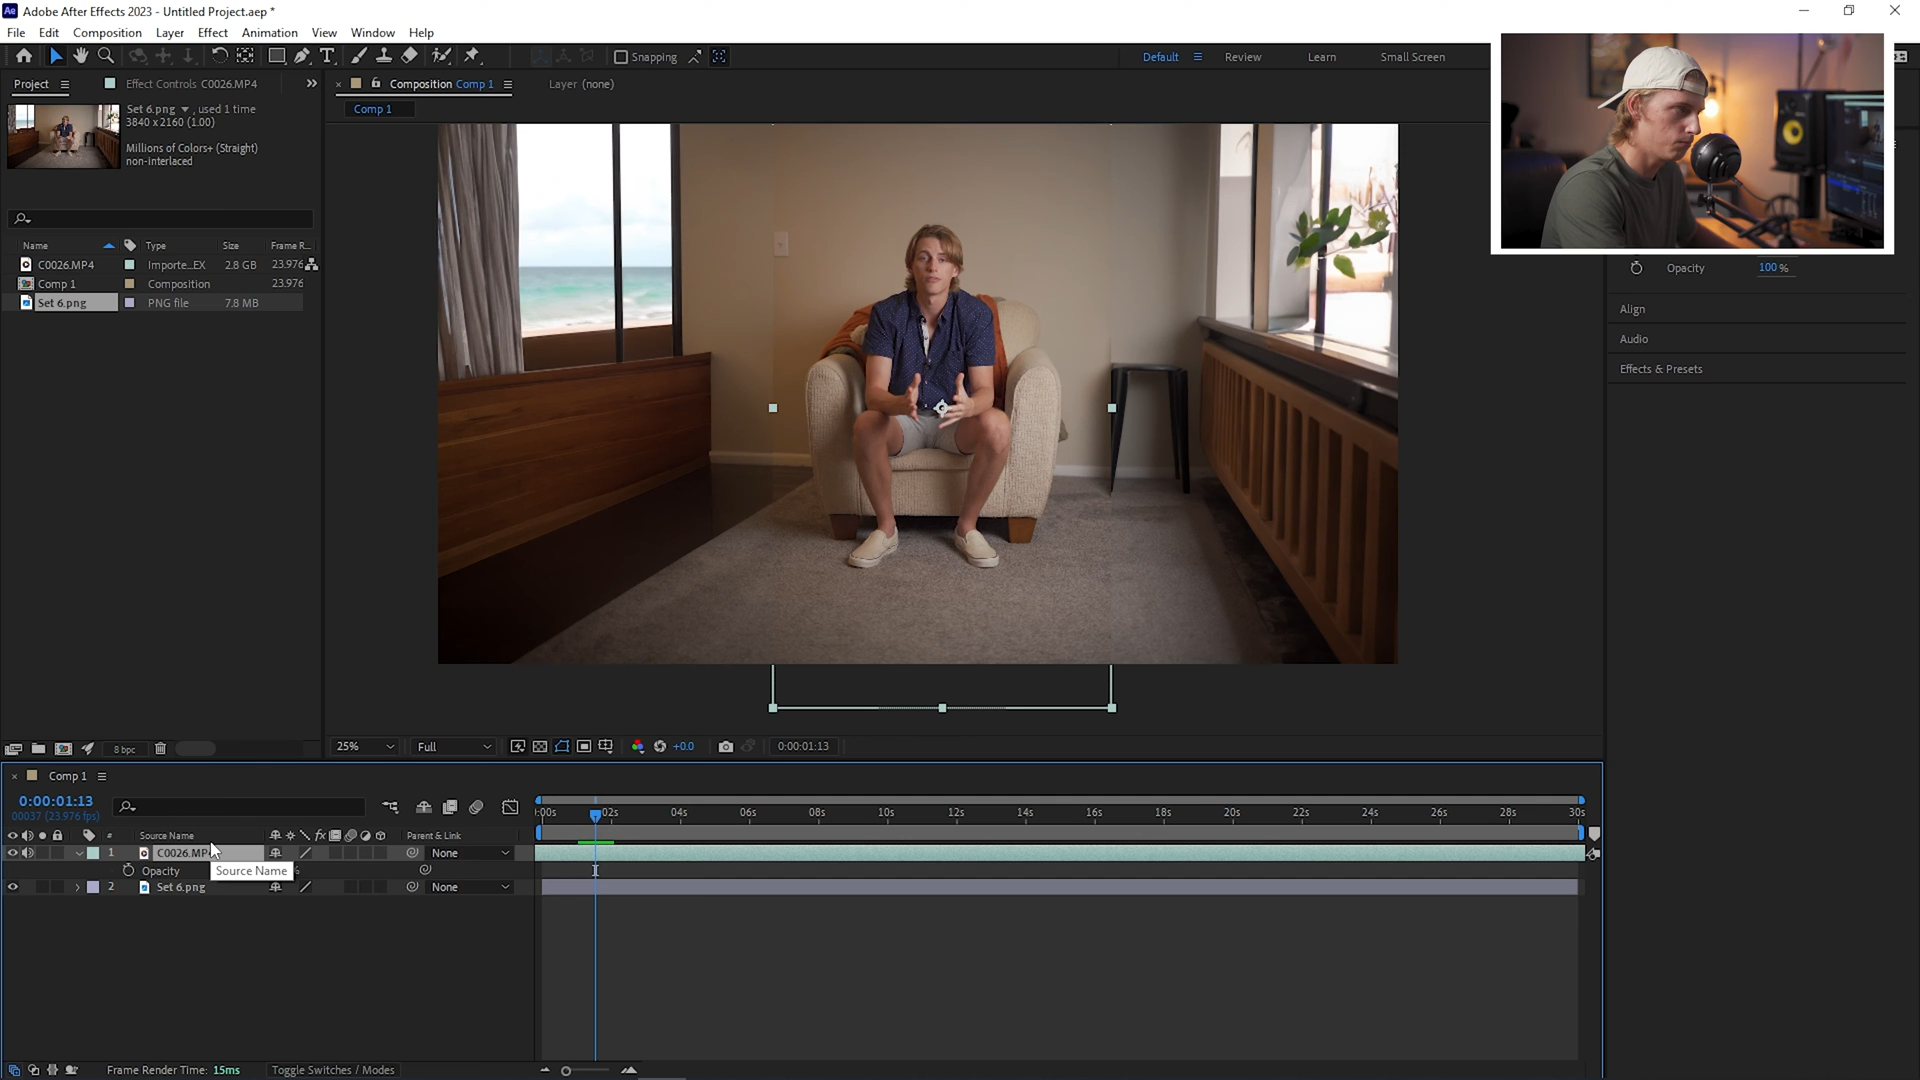 Adobe After Effects 2023 - Untitled Project.aep *
File Edit Composition Layer Effect Animation View Window Help
Snapping
Default Review Learn Small Screen
Project
Effect Controls C0026.MP4
Composition Comp 1
Layer (none)
Comp 1
Set 6.png , used 1 time
3840 x 2160 (1.00)
Millions of Colors+ (Straight)
non-interlaced
Name Type Size Frame R...
C0026.MP4 Importe...EX 2.8 GB 23.976
Comp 1 Composition 23.976
Set 6.png PNG file 7.8 MB
Opacity 100 %
Align
Audio
Effects & Presets
8 bpc
25% Full +0.0 0:00:01:13
Comp 1
0:00:01:13
00037 (23.976 fps)
:00s 02s 04s 06s 08s 10s 12s 14s 16s 18s 20s 22s 24s 26s 28s 30s
# Source Name fx Parent & Link
1 C0026.MP4 None
Opacity
Source Name
2 Set 6.png None
Frame Render Time: 15ms
Toggle Switches / Modes